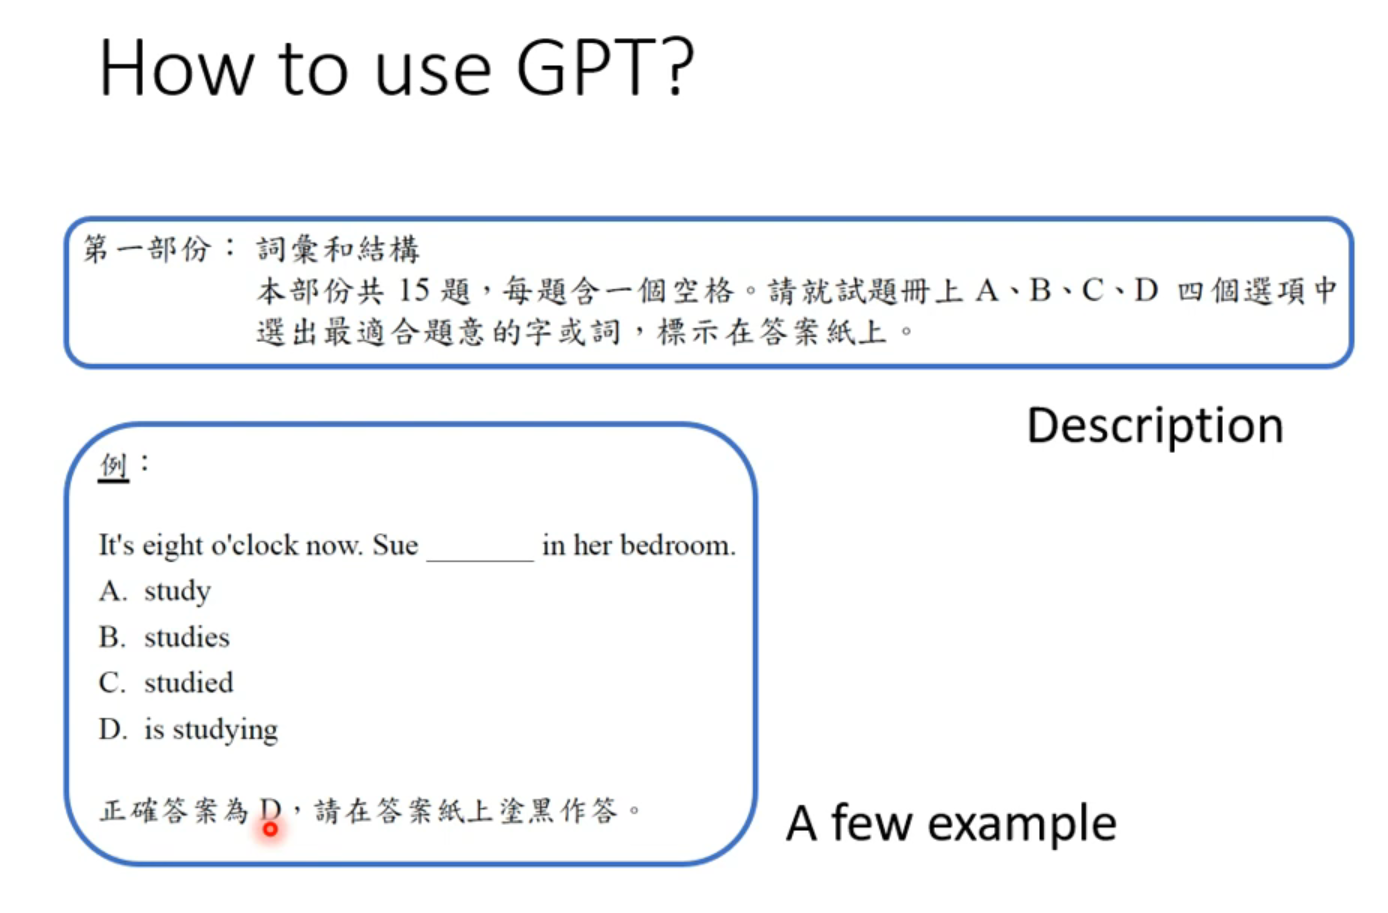 How to use GPT?
第一部份： 詞彙和結構
本部份共 15 題，每題含一個空格。請就試題冊上 A、B、C、D 四個選項中
選出最適合題意的字或詞，標示在答案紙上。
Description
例：
It's eight o'clock now. Sue _______ in her bedroom.
A. study
B. studies
C. studied
D. is studying
正確答案為 D，請在答案紙上塗黑作答。
A few example